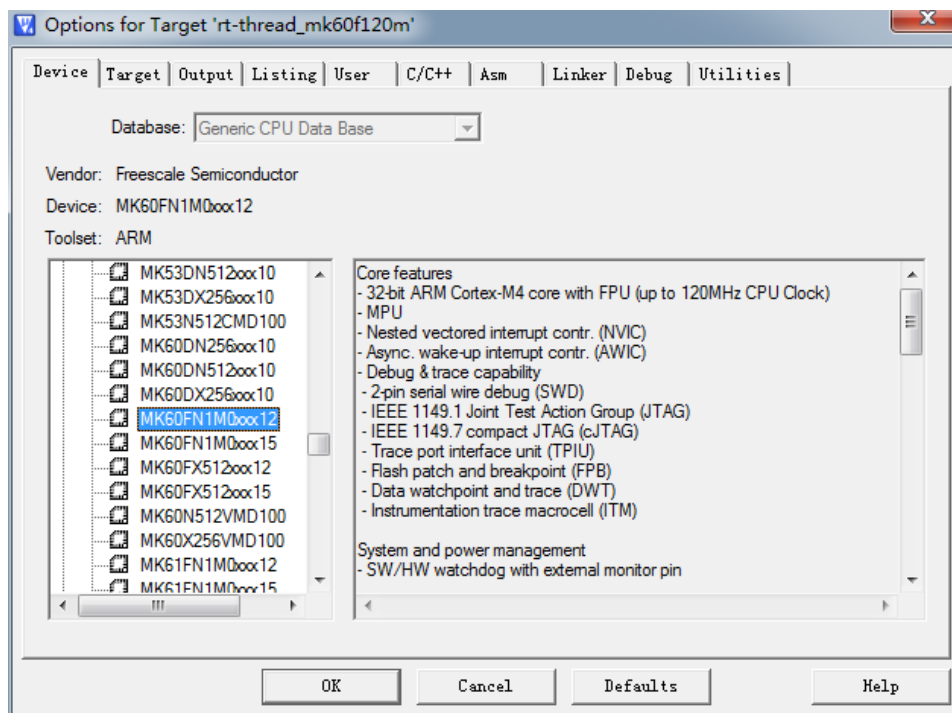 Options for Target 'rt-thread_mk60f120m'
Device Target Output Listing User C/C++ Asm Linker Debug Utilities
Database: Generic CPU Data Base
Vendor: Freescale Semiconductor
Device: MK60FN1M0xxx12
Toolset: ARM
MK53DN512xxx10
MK53DX256xxx10
MK53N512CMD100
MK60DN256xxx10
MK60DN512xxx10
MK60DX256xxx10
MK60FN1M0xxx12
MK60FN1M0xxx15
MK60FX512xxx12
MK60FX512xxx15
MK60N512VMD100
MK60X256VMD100
MK61FN1M0xxx12
MK61FN1M0xxx15
Core features
- 32-bit ARM Cortex-M4 core with FPU (up to 120MHz CPU Clock)
- MPU
- Nested vectored interrupt contr. (NVIC)
- Async. wake-up interrupt contr. (AWIC)
- Debug & trace capability
- 2-pin serial wire debug (SWD)
- IEEE 1149.1 Joint Test Action Group (JTAG)
- IEEE 1149.7 compact JTAG (cJTAG)
- Trace port interface unit (TPIU)
- Flash patch and breakpoint (FPB)
- Data watchpoint and trace (DWT)
- Instrumentation trace macrocell (ITM)
System and power management
- SW/HW watchdog with external monitor pin
OK Cancel Defaults Help